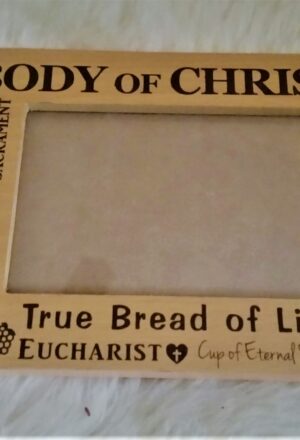 BODY OF CHRIS
SACRAMENT
True Bread of Li
EUCHARIST Cup of Eternal